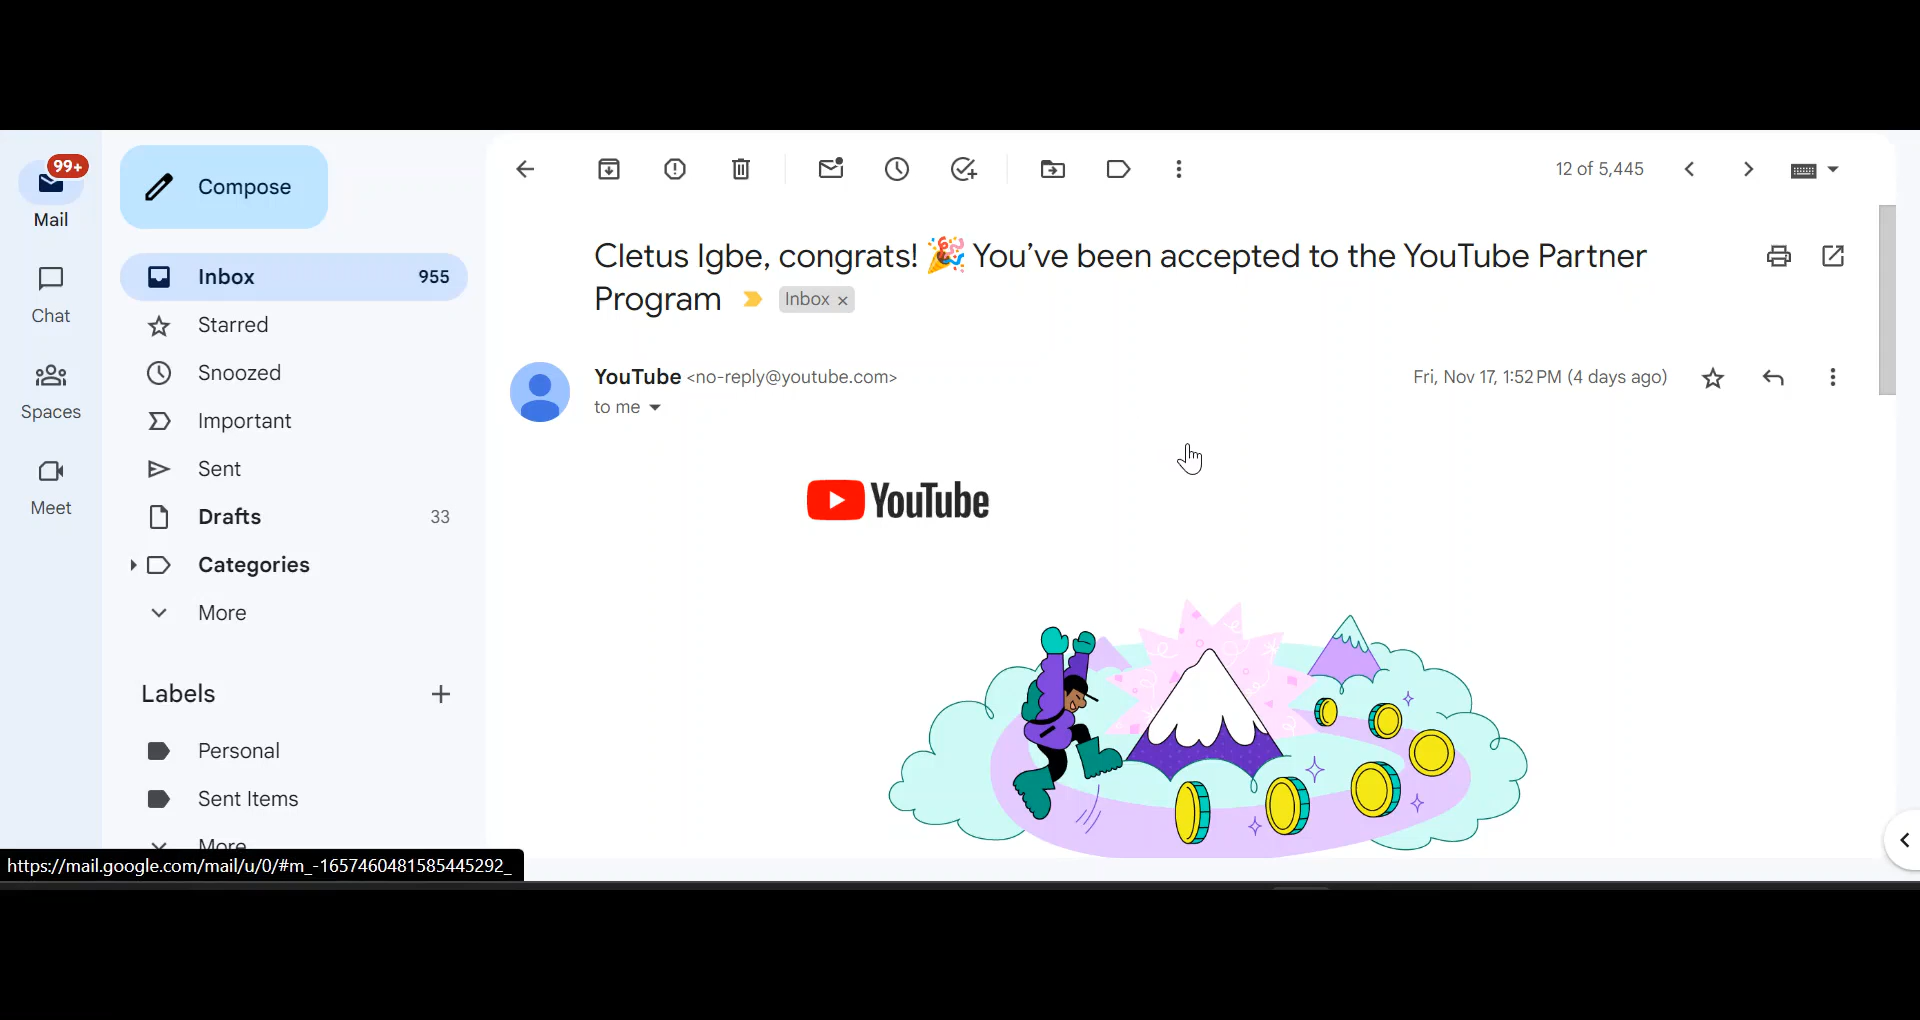 99+
Mail
Chat
Spaces
Meet
Compose
Inbox 955
Starred
Snoozed
Important
Sent
Drafts 33
Categories
More
Labels +
Personal
Sent Items
More
https://mail.google.com/mail/u/0/#m_-1657460481585445292_
12 of 5,445
Cletus Igbe, congrats! 🎉 You’ve been accepted to the YouTube Partner
Program Inbox ×
YouTube <no-reply@youtube.com> Fri, Nov 17, 1:52 PM (4 days ago)
to me
YouTube